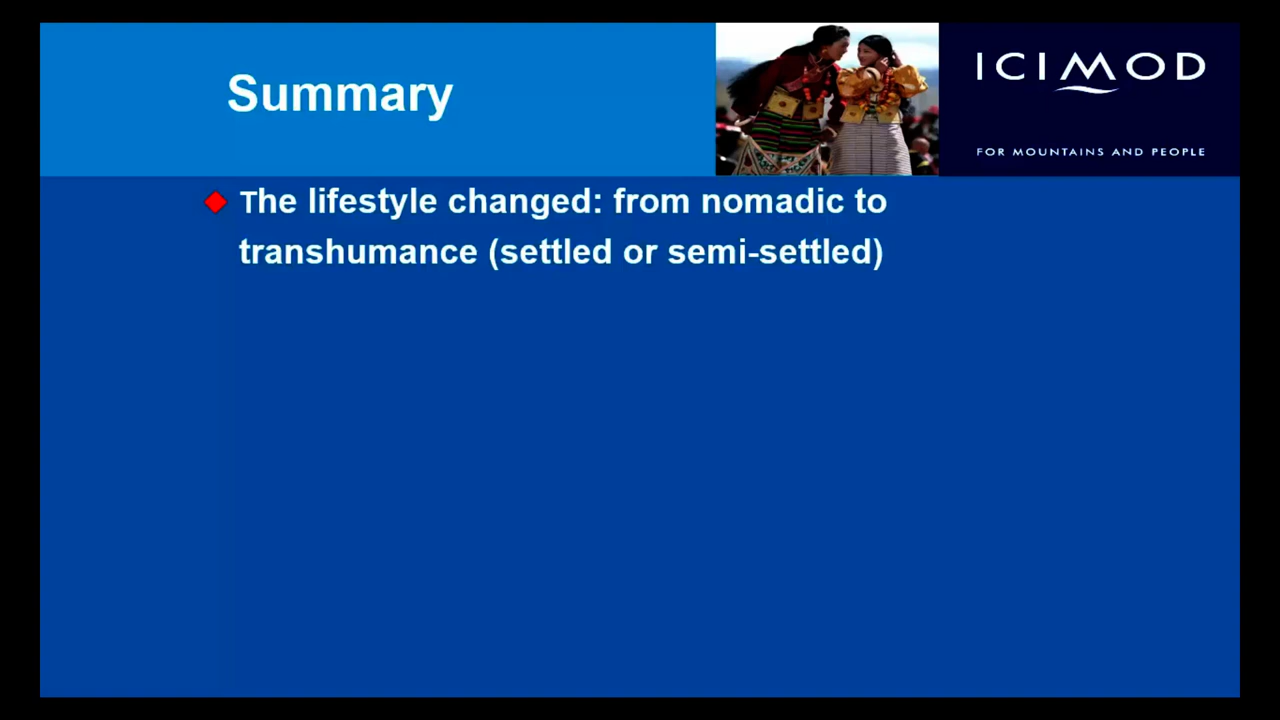 Summary
ICIMOD
FOR MOUNTAINS AND PEOPLE
The lifestyle changed: from nomadic to
transhumance (settled or semi-settled)